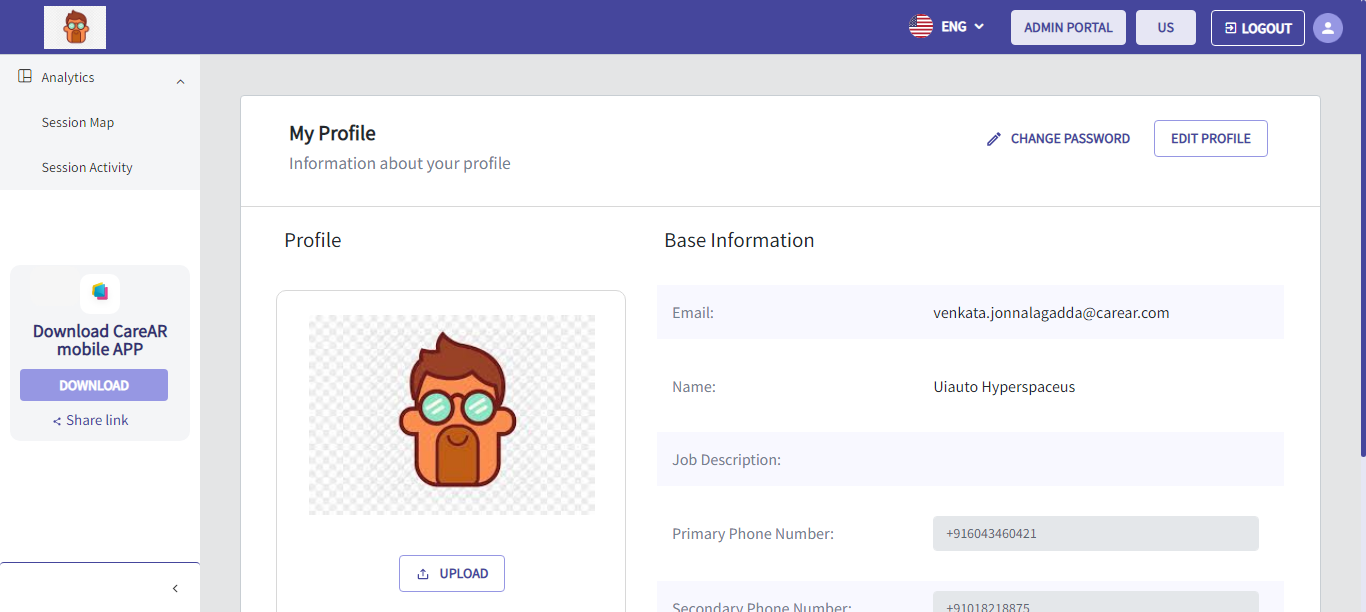 ENG
ADMIN PORTAL
US
LOGOUT
Analytics
Session Map
Session Activity
Download CareAR
mobile APP
DOWNLOAD
Share link
My Profile
Information about your profile
CHANGE PASSWORD
EDIT PROFILE
Profile
UPLOAD
Base Information
Email: venkata.jonnalagadda@carear.com
Name: Uiauto Hyperspaceus
Job Description:
Primary Phone Number: +916043460421
Secondary Phone Number: +91018218875